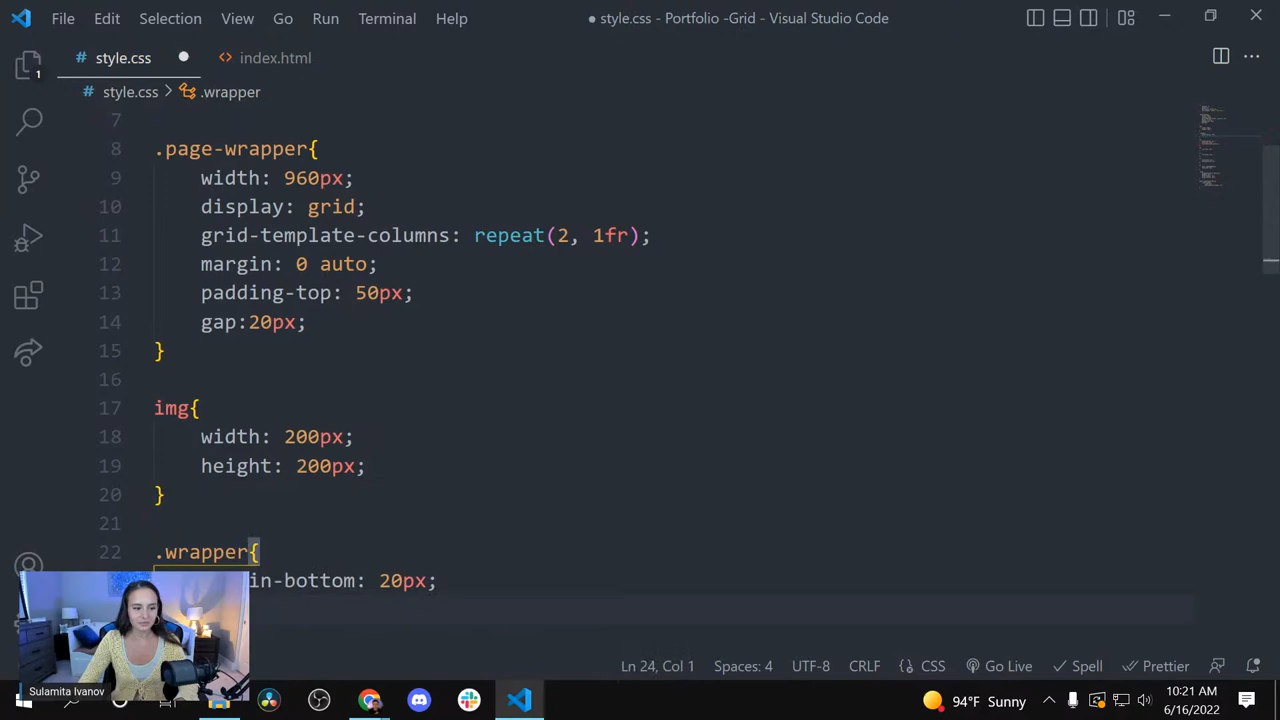 File Edit Selection View Go Run Terminal Help
● style.css - Portfolio -Grid - Visual Studio Code
# style.css
<> index.html
1
# style.css > .wrapper
7
8 .page-wrapper{
9 width: 960px;
10 display: grid;
11 grid-template-columns: repeat(2, 1fr);
12 margin: 0 auto;
13 padding-top: 50px;
14 gap:20px;
15 }
16
17 img{
18 width: 200px;
19 height: 200px;
20 }
21
22 .wrapper{
in-bottom: 20px;
Sulamita Ivanov
Ln 24, Col 1 Spaces: 4 UTF-8 CRLF CSS Go Live Spell Prettier
94°F Sunny
10:21 AM
6/16/2022